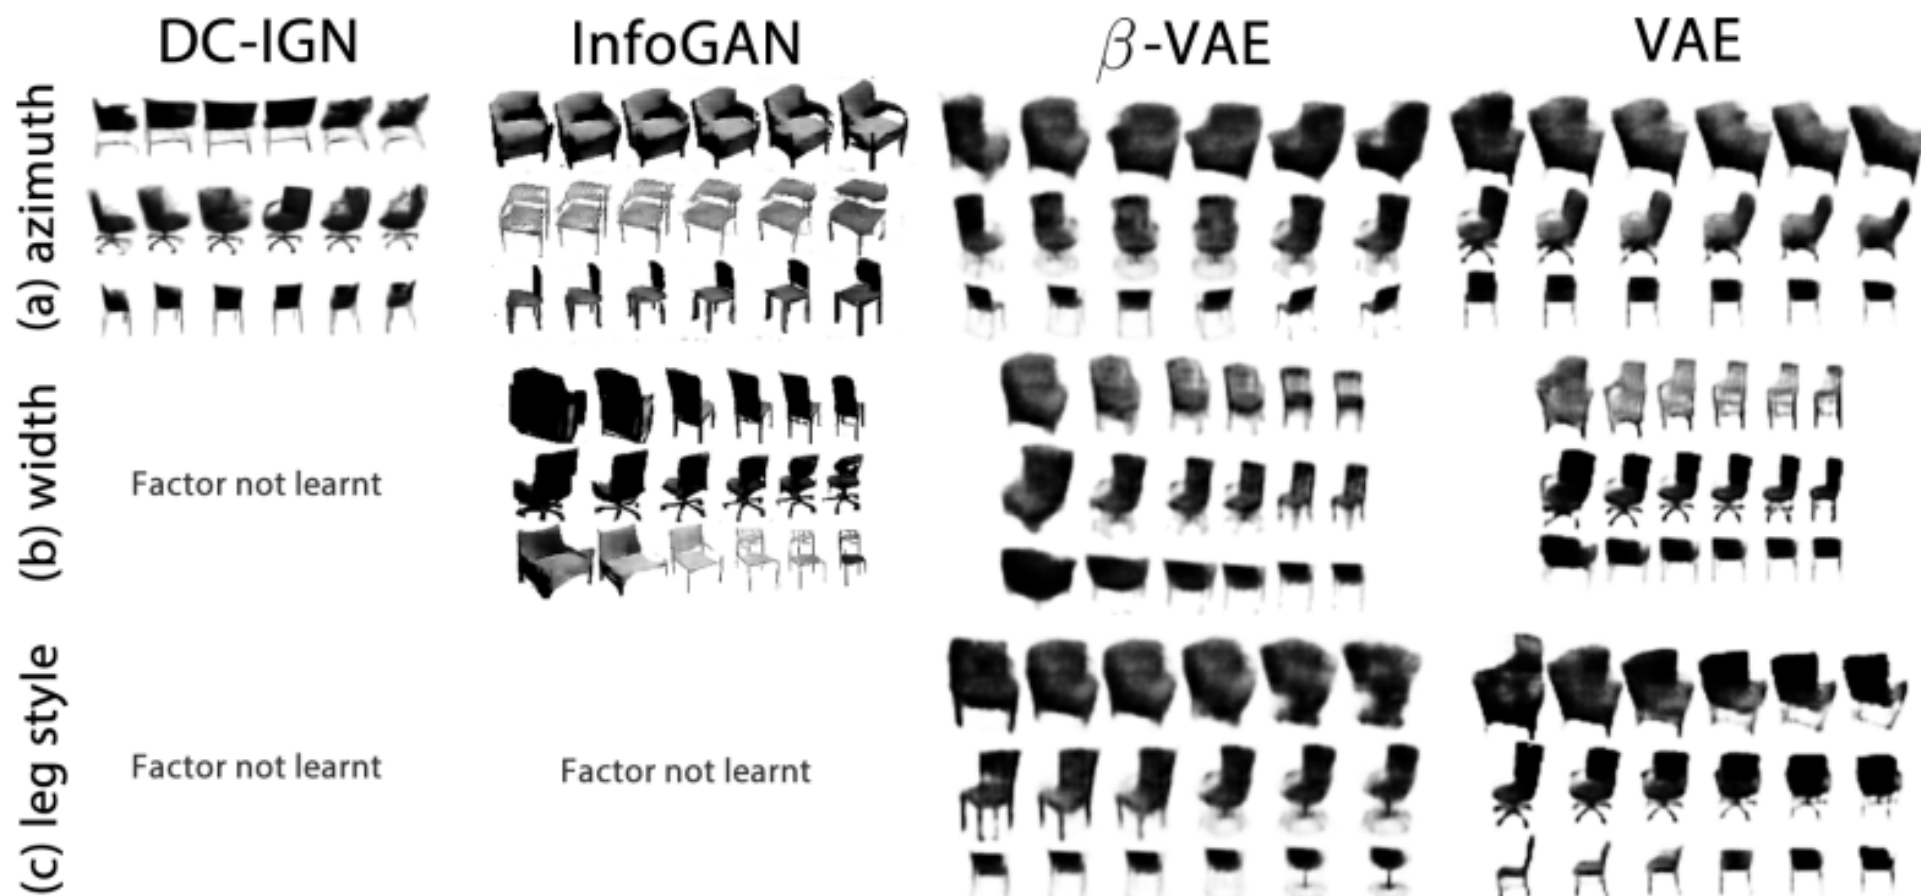 DC-IGN InfoGAN β-VAE VAE
(a) azimuth
(b) width
Factor not learnt
(c) leg style
Factor not learnt Factor not learnt